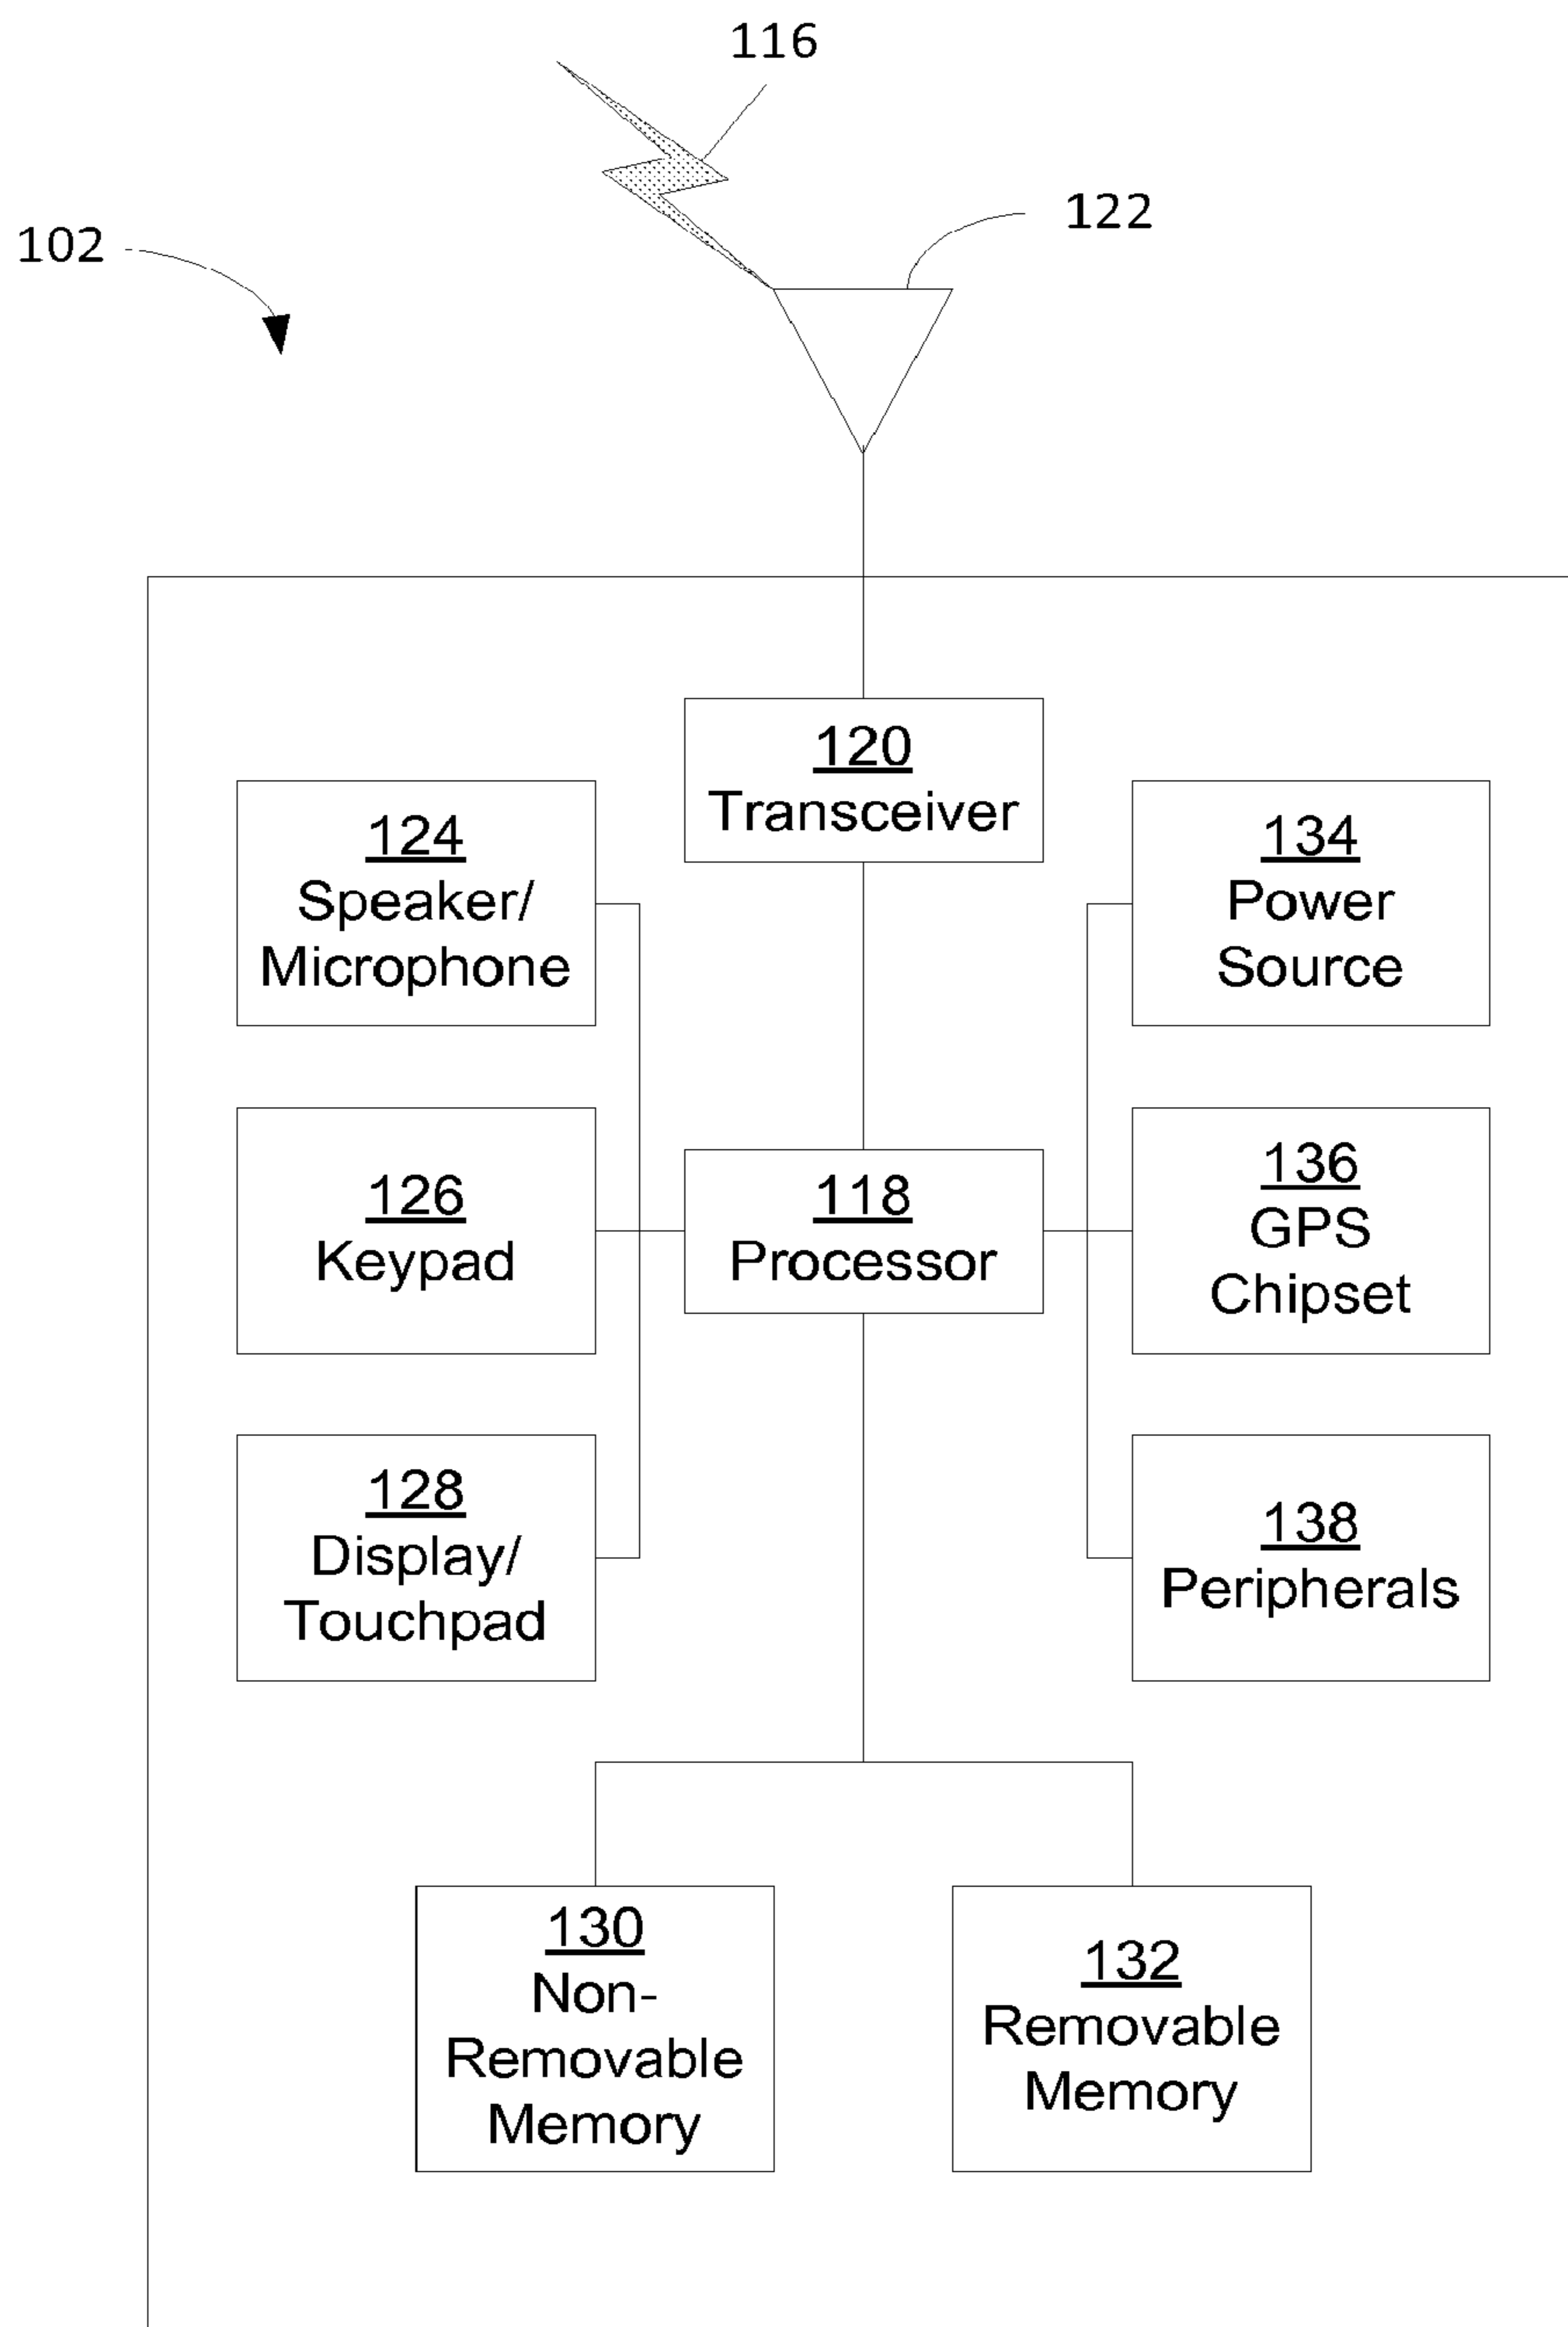 116
122
102
120
Transceiver
124
Speaker/
Microphone
134
Power
Source
126
Keypad
118
Processor
136
GPS
Chipset
128
Display/
Touchpad
138
Peripherals
130
Non-
Removable
Memory
132
Removable
Memory